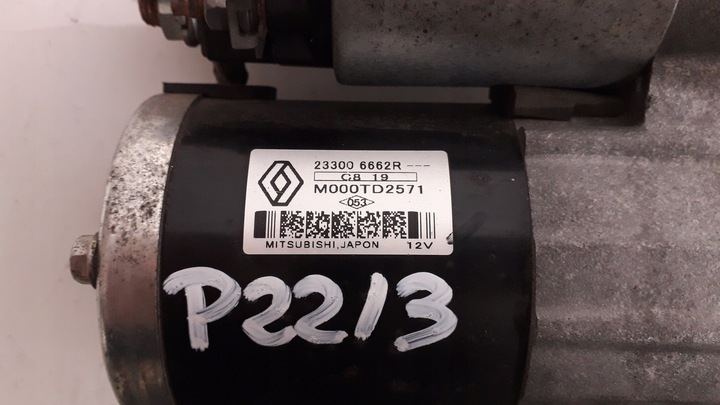 23300 6662R ---
C8 19
M000TD2571
053
MITSUBISHI,JAPON 12V
P2213